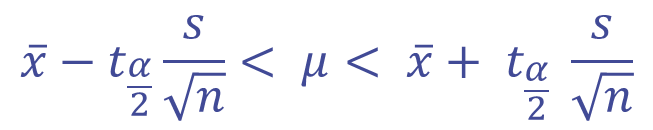 x̄ − t_{α/2} s/√n < μ < x̄ + t_{α/2} s/√n